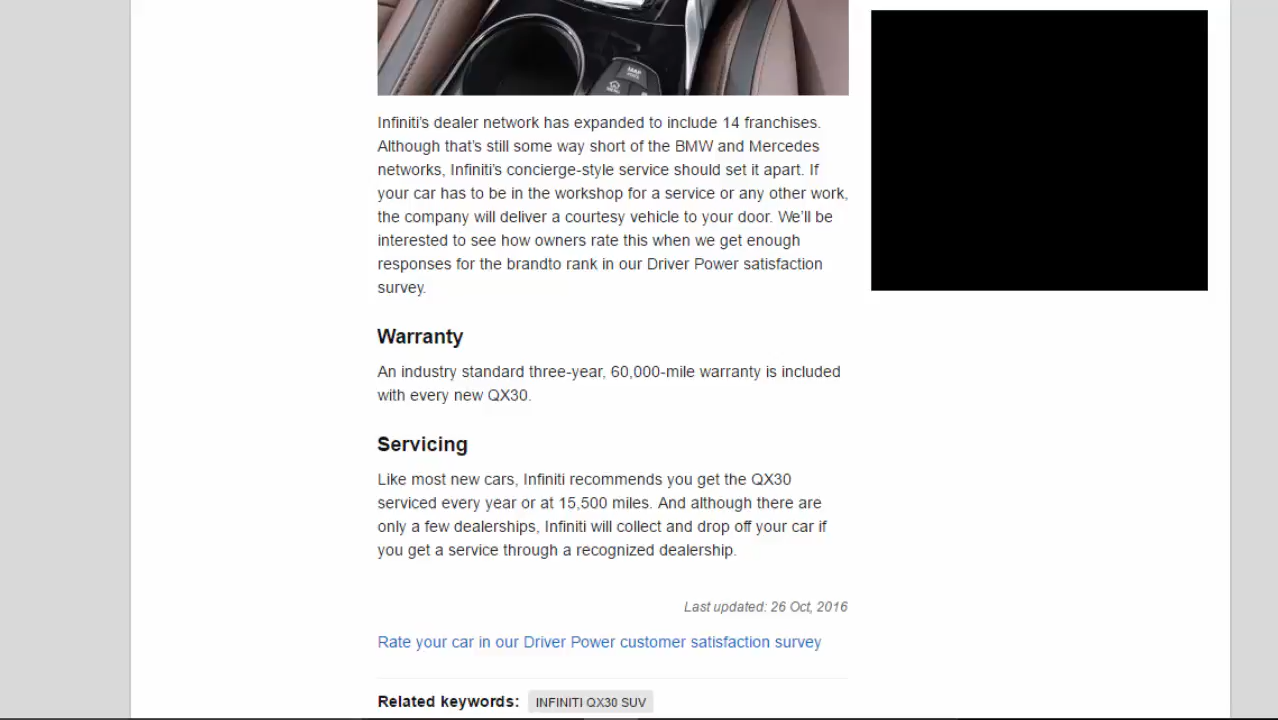 MAP
MENU
Infiniti’s dealer network has expanded to include 14 franchises.
Although that’s still some way short of the BMW and Mercedes
networks, Infiniti’s concierge-style service should set it apart. If
your car has to be in the workshop for a service or any other work,
the company will deliver a courtesy vehicle to your door. We’ll be
interested to see how owners rate this when we get enough
responses for the brandto rank in our Driver Power satisfaction
survey.
Warranty
An industry standard three-year, 60,000-mile warranty is included
with every new QX30.
Servicing
Like most new cars, Infiniti recommends you get the QX30
serviced every year or at 15,500 miles. And although there are
only a few dealerships, Infiniti will collect and drop off your car if
you get a service through a recognized dealership.
Last updated: 26 Oct, 2016
Rate your car in our Driver Power customer satisfaction survey
Related keywords: INFINITI QX30 SUV